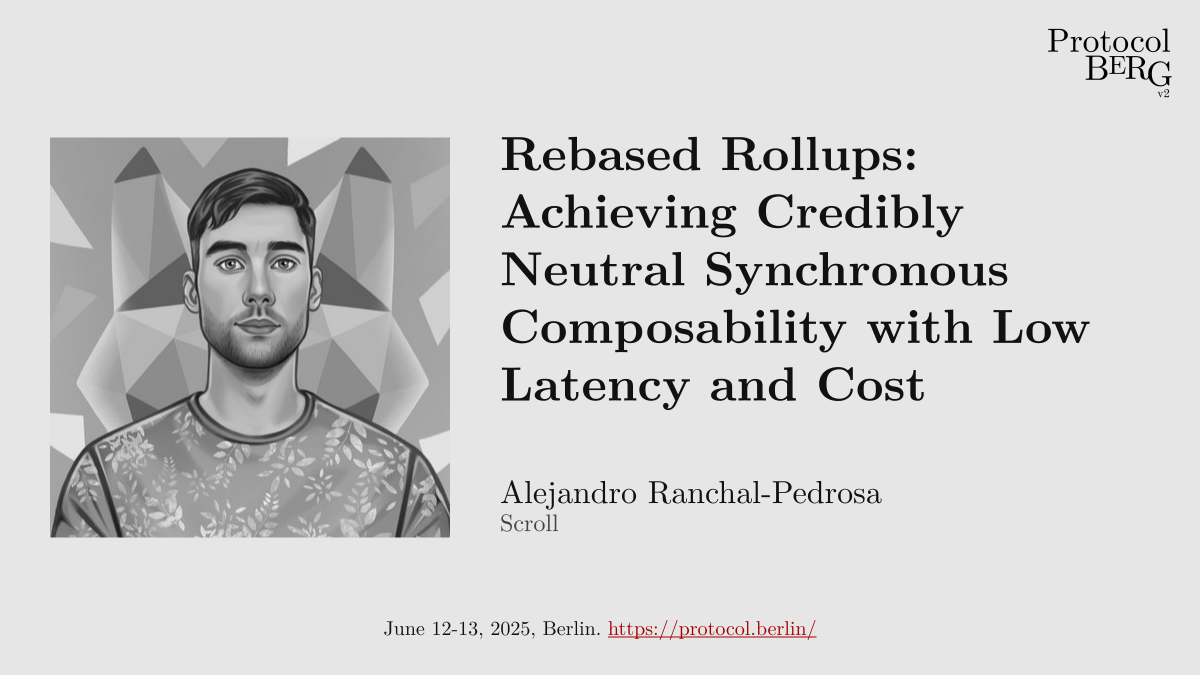 Protocol
BERG
v2
Rebased Rollups:
Achieving Credibly
Neutral Synchronous
Composability with Low
Latency and Cost
Alejandro Ranchal-Pedrosa
Scroll
June 12-13, 2025, Berlin. https://protocol.berlin/